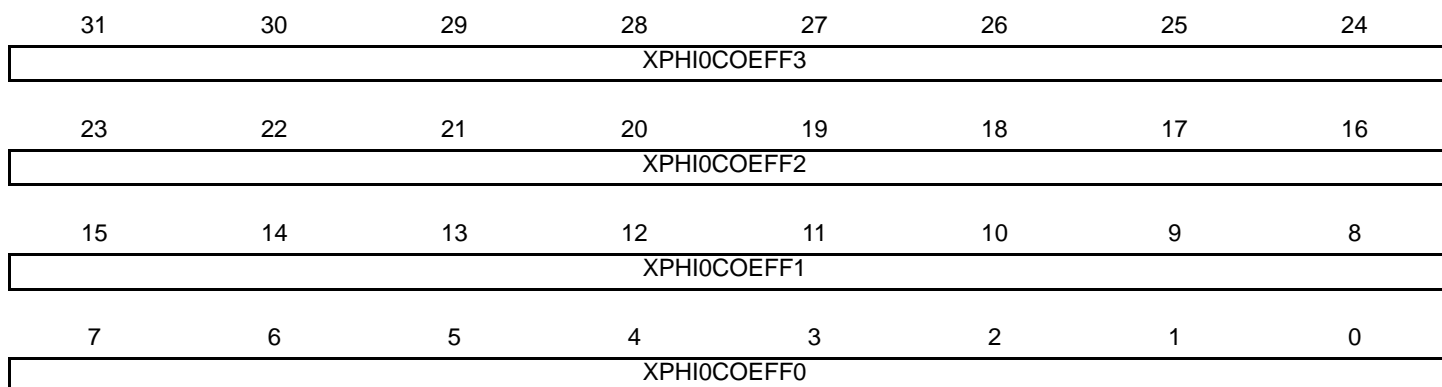 31 30 29 28 27 26 25 24
XPHI0COEFF3
23 22 21 20 19 18 17 16
XPHI0COEFF2
15 14 13 12 11 10 9 8
XPHI0COEFF1
7 6 5 4 3 2 1 0
XPHI0COEFF0